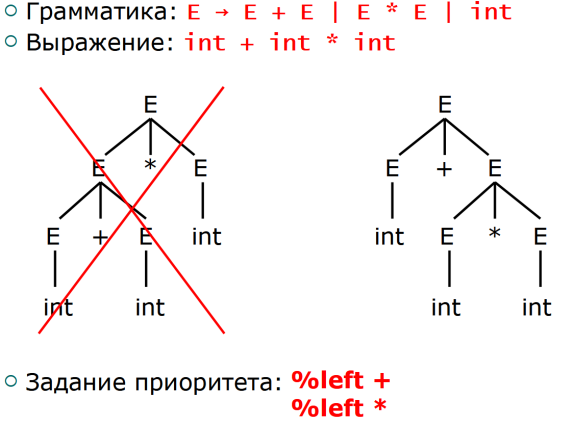 Грамматика: E → E + E | E * E | int
Выражение: int + int * int
E E
E * E E + E
E + E int int E * E
int int int int
Задание приоритета: %left +
%left *